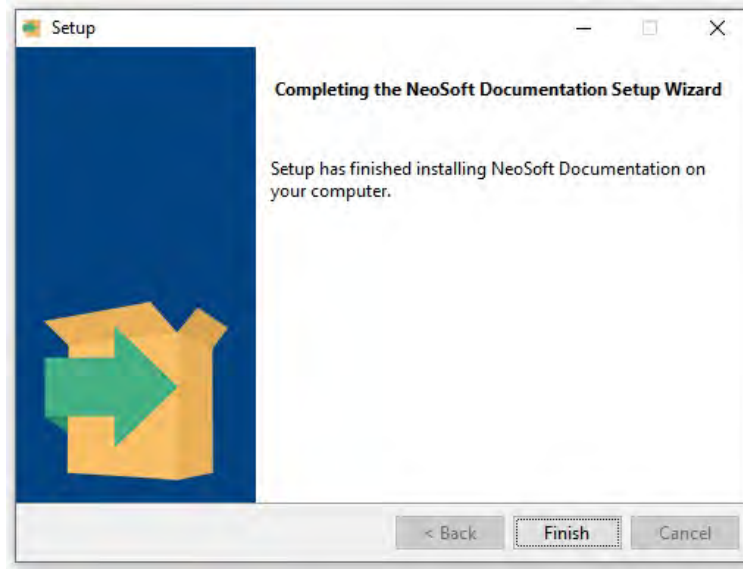 Setup
Completing the NeoSoft Documentation Setup Wizard
Setup has finished installing NeoSoft Documentation on
your computer.
< Back Finish Cancel